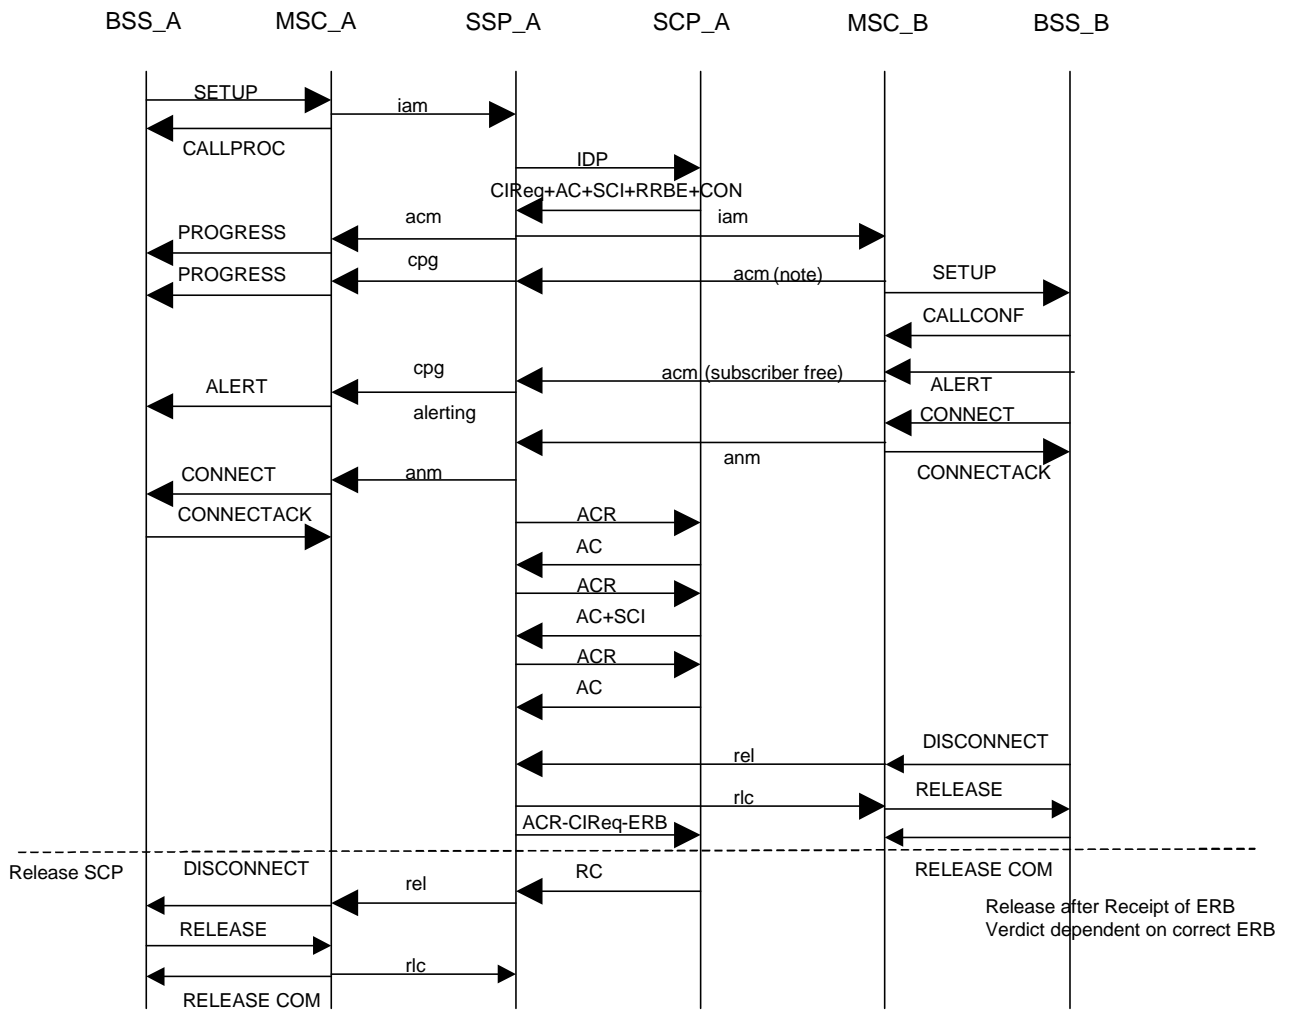 BSS_A MSC_A SSP_A SCP_A MSC_B BSS_B
SETUP
iam
CALLPROC
IDP
CIReq+AC+SCI+RRBE+CON
acm
iam
PROGRESS
cpg
PROGRESS
acm (note)
SETUP
CALLCONF
cpg
acm (subscriber free)
ALERT
ALERT
alerting
CONNECT
anm
CONNECT
anm
CONNECTACK
CONNECTACK
ACR
AC
ACR
AC+SCI
ACR
AC
DISCONNECT
rel
RELEASE
rlc
ACR-CIReq-ERB
Release SCP
DISCONNECT
RC
RELEASE COM
rel
Release after Receipt of ERB
Verdict dependent on correct ERB
RELEASE
rlc
RELEASE COM